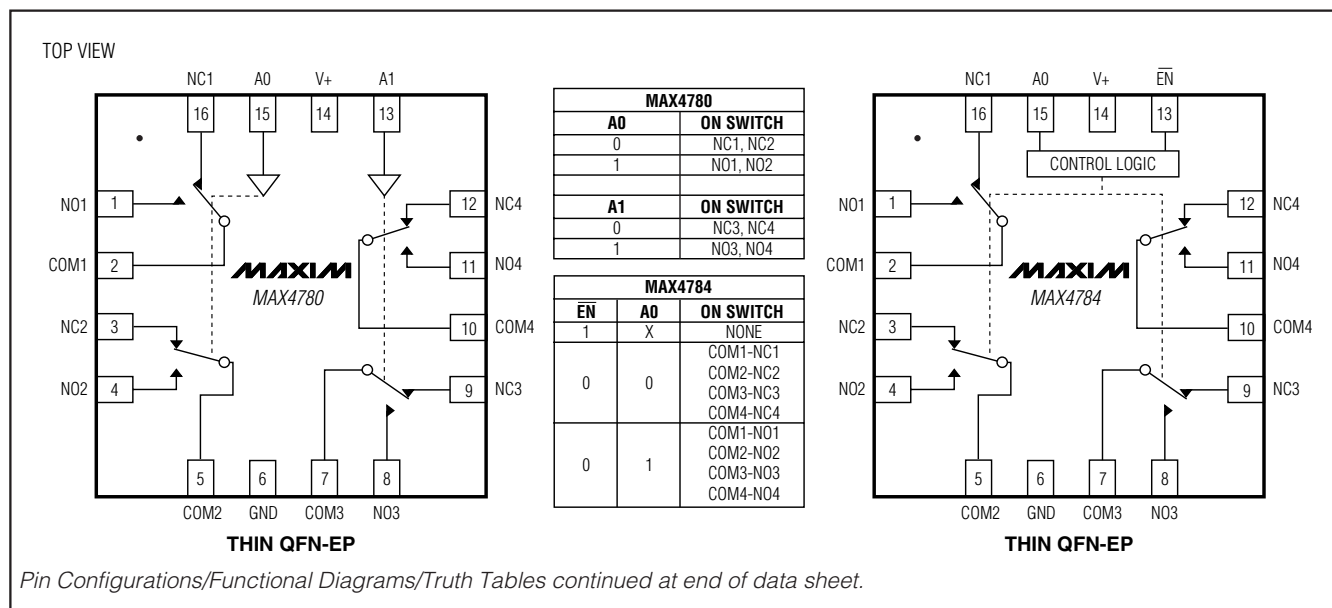 TOP VIEW
NC1 A0 V+ A1
16 15 14 13
NO1 1
COM1 2
NC2 3
NO2 4
12 NC4
11 NO4
10 COM4
9 NC3
MAXIM
MAX4780
5 6 7 8
COM2 GND COM3 NO3
THIN QFN-EP
MAX4780
A0 ON SWITCH
0 NC1, NC2
1 NO1, NO2
A1 ON SWITCH
0 NC3, NC4
1 NO3, NO4
MAX4784
EN A0 ON SWITCH
1 X NONE
0 0 COM1-NC1
COM2-NC2
COM3-NC3
COM4-NC4
0 1 COM1-NO1
COM2-NO2
COM3-NO3
COM4-NO4
NC1 A0 V+ EN
16 15 14 13
CONTROL LOGIC
NO1 1
COM1 2
NC2 3
NO2 4
12 NC4
11 NO4
10 COM4
9 NC3
MAXIM
MAX4784
5 6 7 8
COM2 GND COM3 NO3
THIN QFN-EP
Pin Configurations/Functional Diagrams/Truth Tables continued at end of data sheet.